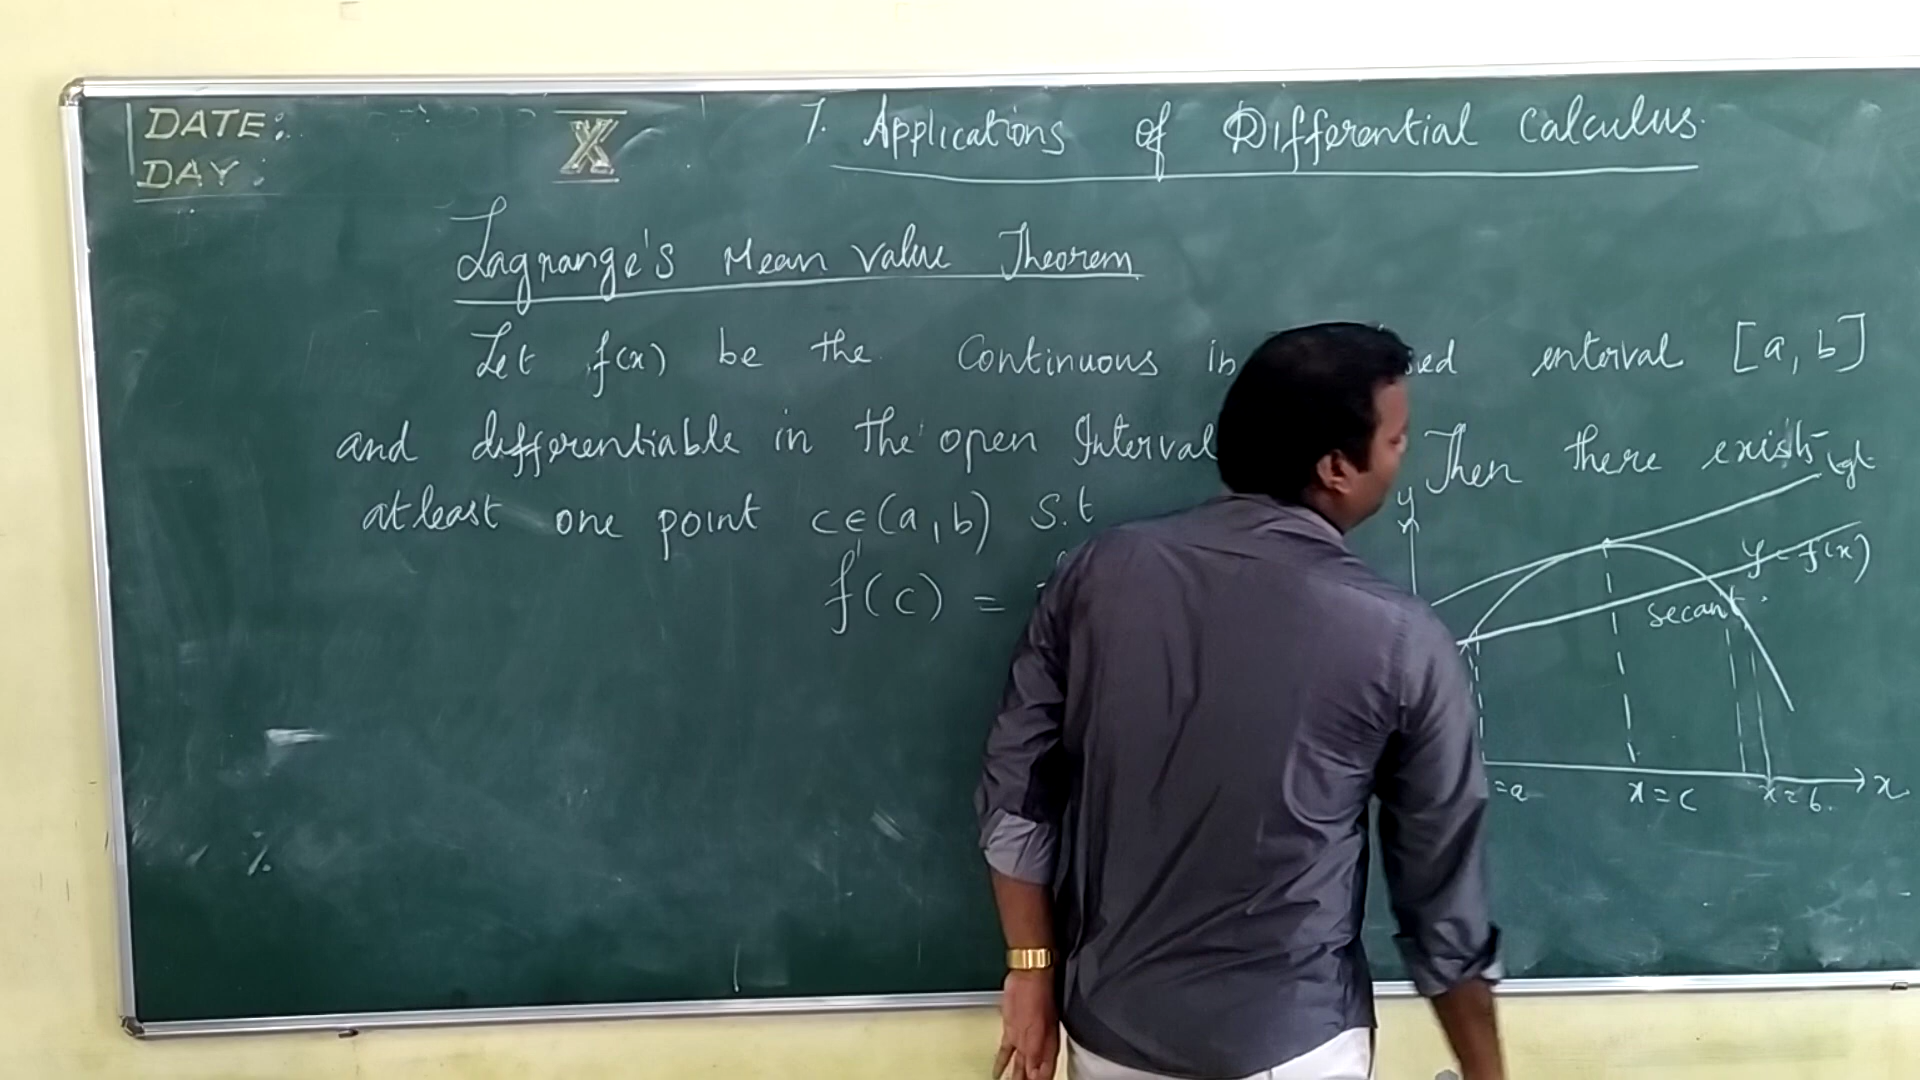 DATE:
DAY:
X
7. Applications of Differential Calculus.
Lagrange's Mean value Theorem
Let f(x) be the Continuous in interval [a, b]
and differentiable in the open Interval Then there exists
atleast one point c∈(a, b) s.t
f'(c) =
tgt
y
y = f(x)
secant
=a
x=c
x=b.
x